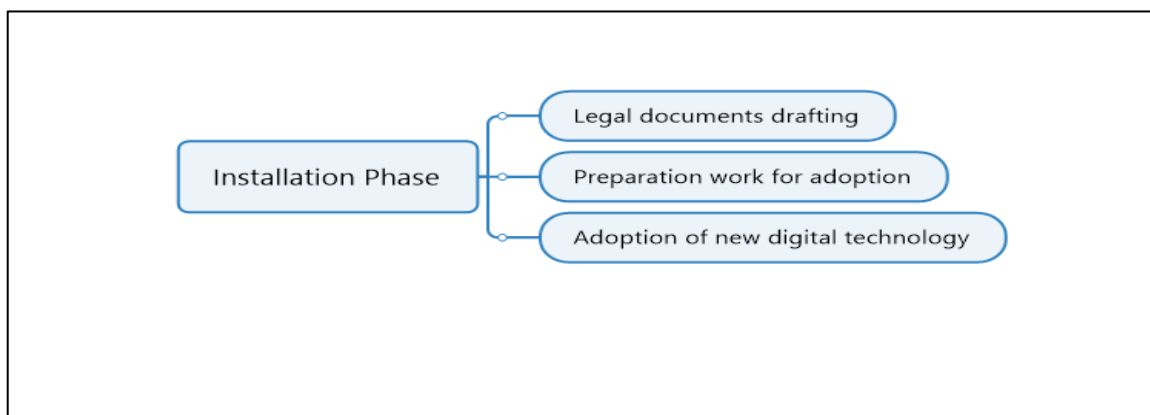 Installation Phase
Legal documents drafting
Preparation work for adoption
Adoption of new digital technology